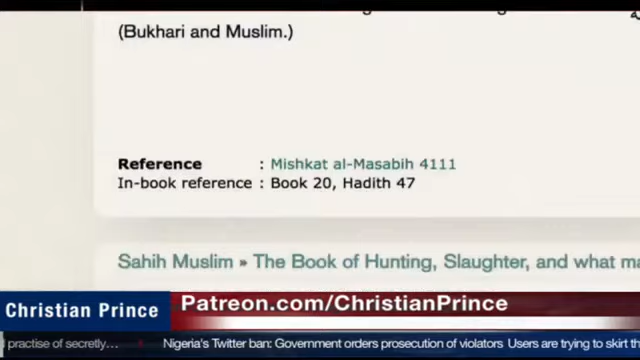 (Bukhari and Muslim.)
Reference : Mishkat al-Masabih 4111
In-book reference : Book 20, Hadith 47
Sahih Muslim » The Book of Hunting, Slaughter, and what
Christian Prince
Patreon.com/ChristianPrince
practise of secretly... Nigeria's Twitter ban: Government orders prosecution of violators Users are trying to skirt